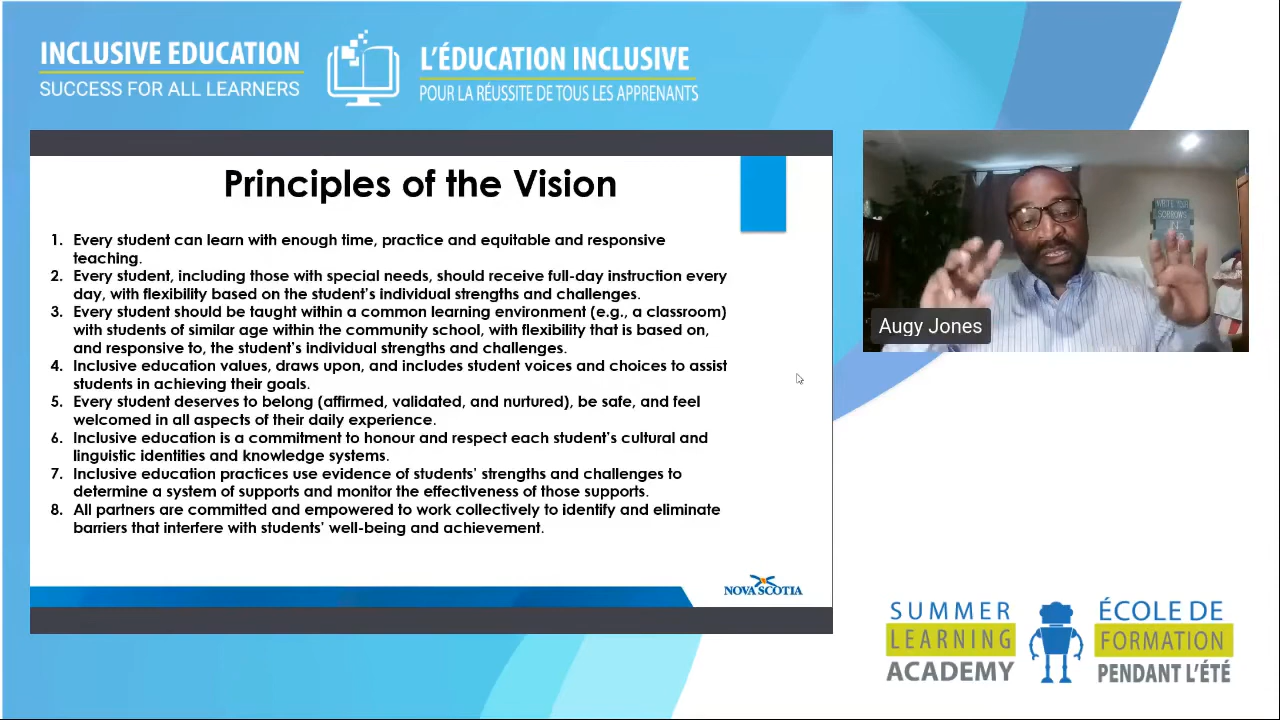 INCLUSIVE EDUCATION
SUCCESS FOR ALL LEARNERS
L'ÉDUCATION INCLUSIVE
POUR LA RÉUSSITE DE TOUS LES APPRENANTS
Principles of the Vision
1. Every student can learn with enough time, practice and equitable and responsive
teaching.
2. Every student, including those with special needs, should receive full-day instruction every
day, with flexibility based on the student's individual strengths and challenges.
3. Every student should be taught within a common learning environment (e.g., a classroom)
with students of similar age within the community school, with flexibility that is based on,
and responsive to, the student's individual strengths and challenges.
4. Inclusive education values, draws upon, and includes student voices and choices to assist
students in achieving their goals.
5. Every student deserves to belong (affirmed, validated, and nurtured), be safe, and feel
welcomed in all aspects of their daily experience.
6. Inclusive education is a commitment to honour and respect each student's cultural and
linguistic identities and knowledge systems.
7. Inclusive education practices use evidence of students' strengths and challenges to
determine a system of supports and monitor the effectiveness of those supports.
8. All partners are committed and empowered to work collectively to identify and eliminate
barriers that interfere with students' well-being and achievement.
NOVA SCOTIA
WRITE YOUR
SORROWS
IN
Augy Jones
SUMMER
LEARNING
ACADEMY
ÉCOLE DE
FORMATION
PENDANT L'ÉTÉ